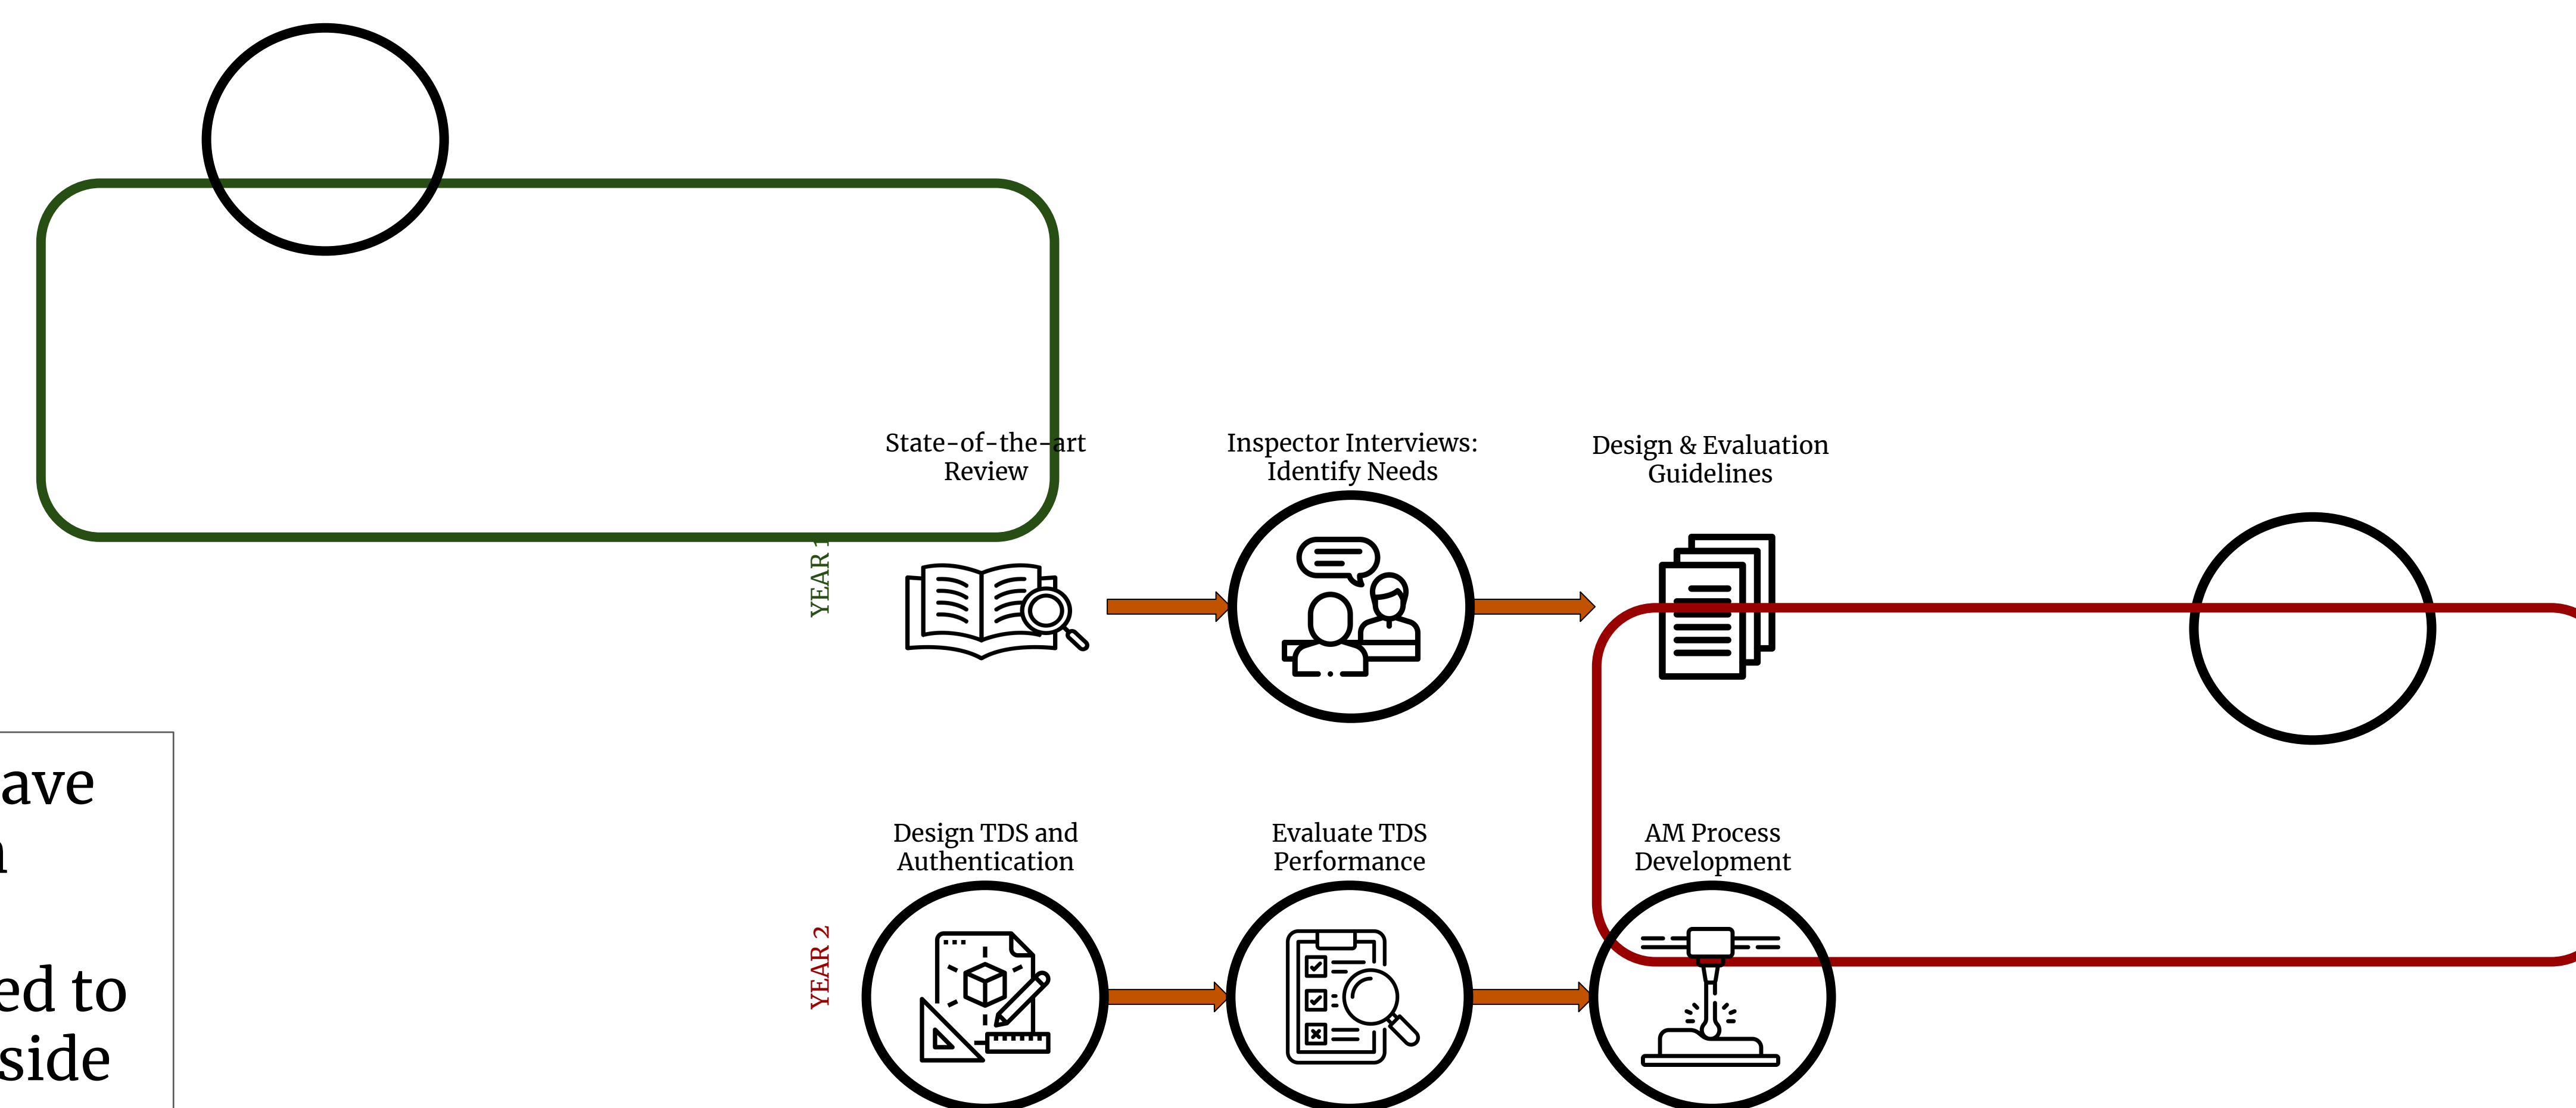 State-of-the-art
Review
Inspector Interviews:
Identify Needs
Design & Evaluation
Guidelines
YEAR 1
ave
ed to
side
Design TDS and
Authentication
Evaluate TDS
Performance
AM Process
Development
YEAR 2